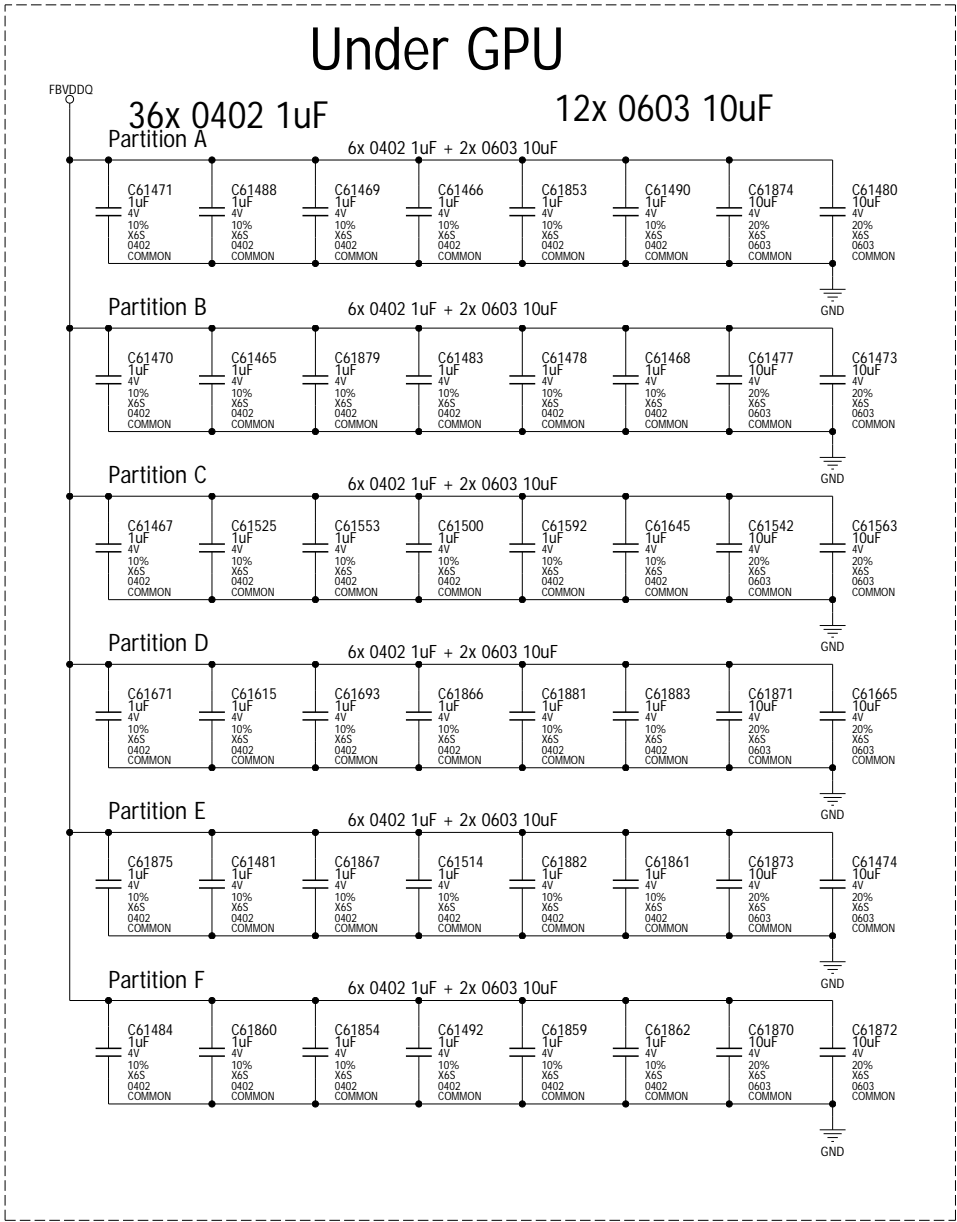 Under GPU
FBVDDQ
36x 0402 1uF
12x 0603 10uF
Partition A
6x 0402 1uF + 2x 0603 10uF
C61471 C61488 C61469 C61466 C61853 C61490 C61874 C61480
1uF 1uF 1uF 1uF 1uF 1uF 10uF 10uF
4V 4V 4V 4V 4V 4V 4V 4V
10% 10% 10% 10% 10% 10% 20% 20%
X6S X6S X6S X6S X6S X6S X6S X6S
0402 0402 0402 0402 0402 0402 0603 0603
COMMON COMMON COMMON COMMON COMMON COMMON COMMON COMMON
GND
Partition B
6x 0402 1uF + 2x 0603 10uF
C61470 C61465 C61879 C61483 C61478 C61468 C61477 C61473
1uF 1uF 1uF 1uF 1uF 1uF 10uF 10uF
4V 4V 4V 4V 4V 4V 4V 4V
10% 10% 10% 10% 10% 10% 20% 20%
X6S X6S X6S X6S X6S X6S X6S X6S
0402 0402 0402 0402 0402 0402 0603 0603
COMMON COMMON COMMON COMMON COMMON COMMON COMMON COMMON
GND
Partition C
6x 0402 1uF + 2x 0603 10uF
C61467 C61525 C61553 C61500 C61592 C61645 C61542 C61563
1uF 1uF 1uF 1uF 1uF 1uF 10uF 10uF
4V 4V 4V 4V 4V 4V 4V 4V
10% 10% 10% 10% 10% 10% 20% 20%
X6S X6S X6S X6S X6S X6S X6S X6S
0402 0402 0402 0402 0402 0402 0603 0603
COMMON COMMON COMMON COMMON COMMON COMMON COMMON COMMON
GND
Partition D
6x 0402 1uF + 2x 0603 10uF
C61671 C61615 C61693 C61866 C61881 C61883 C61871 C61665
1uF 1uF 1uF 1uF 1uF 1uF 10uF 10uF
4V 4V 4V 4V 4V 4V 4V 4V
10% 10% 10% 10% 10% 10% 20% 20%
X6S X6S X6S X6S X6S X6S X6S X6S
0402 0402 0402 0402 0402 0402 0603 0603
COMMON COMMON COMMON COMMON COMMON COMMON COMMON COMMON
GND
Partition E
6x 0402 1uF + 2x 0603 10uF
C61875 C61481 C61867 C61514 C61882 C61861 C61873 C61474
1uF 1uF 1uF 1uF 1uF 1uF 10uF 10uF
4V 4V 4V 4V 4V 4V 4V 4V
10% 10% 10% 10% 10% 10% 20% 20%
X6S X6S X6S X6S X6S X6S X6S X6S
0402 0402 0402 0402 0402 0402 0603 0603
COMMON COMMON COMMON COMMON COMMON COMMON COMMON COMMON
GND
Partition F
6x 0402 1uF + 2x 0603 10uF
C61484 C61860 C61854 C61492 C61859 C61862 C61870 C61872
1uF 1uF 1uF 1uF 1uF 1uF 10uF 10uF
4V 4V 4V 4V 4V 4V 4V 4V
10% 10% 10% 10% 10% 10% 20% 20%
X6S X6S X6S X6S X6S X6S X6S X6S
0402 0402 0402 0402 0402 0402 0603 0603
COMMON COMMON COMMON COMMON COMMON COMMON COMMON COMMON
GND